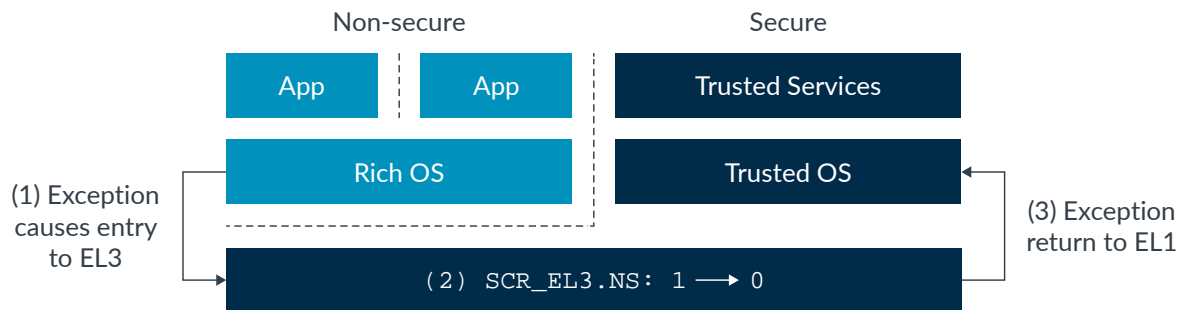 Non-secure
Secure
App
App
Trusted Services
Rich OS
Trusted OS
(1) Exception
causes entry
to EL3
(2) SCR_EL3.NS: 1 ⟶ 0
(3) Exception
return to EL1